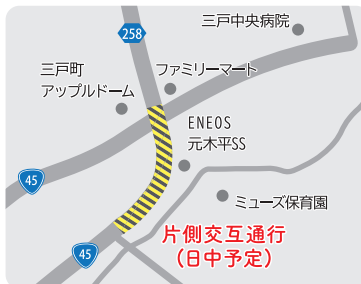 三戸中央病院
258
三戸町
アップルドーム
ファミリーマート
ENEOS
元木平SS
45
ミューズ保育園
片側交互通行
(日中予定)
45